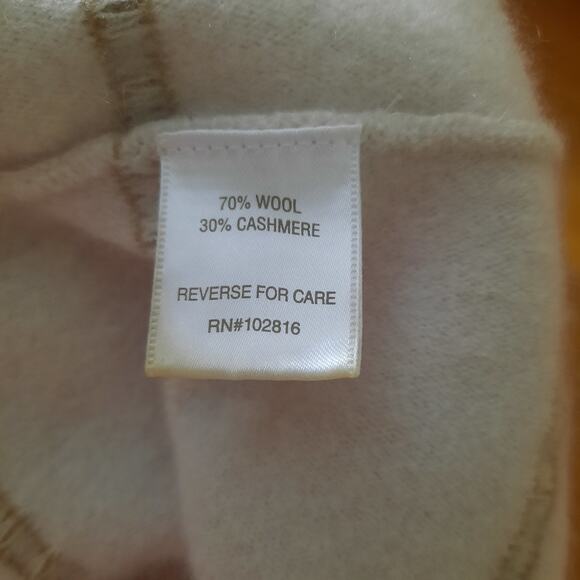 70% WOOL
30% CASHMERE
REVERSE FOR CARE
RN#102816